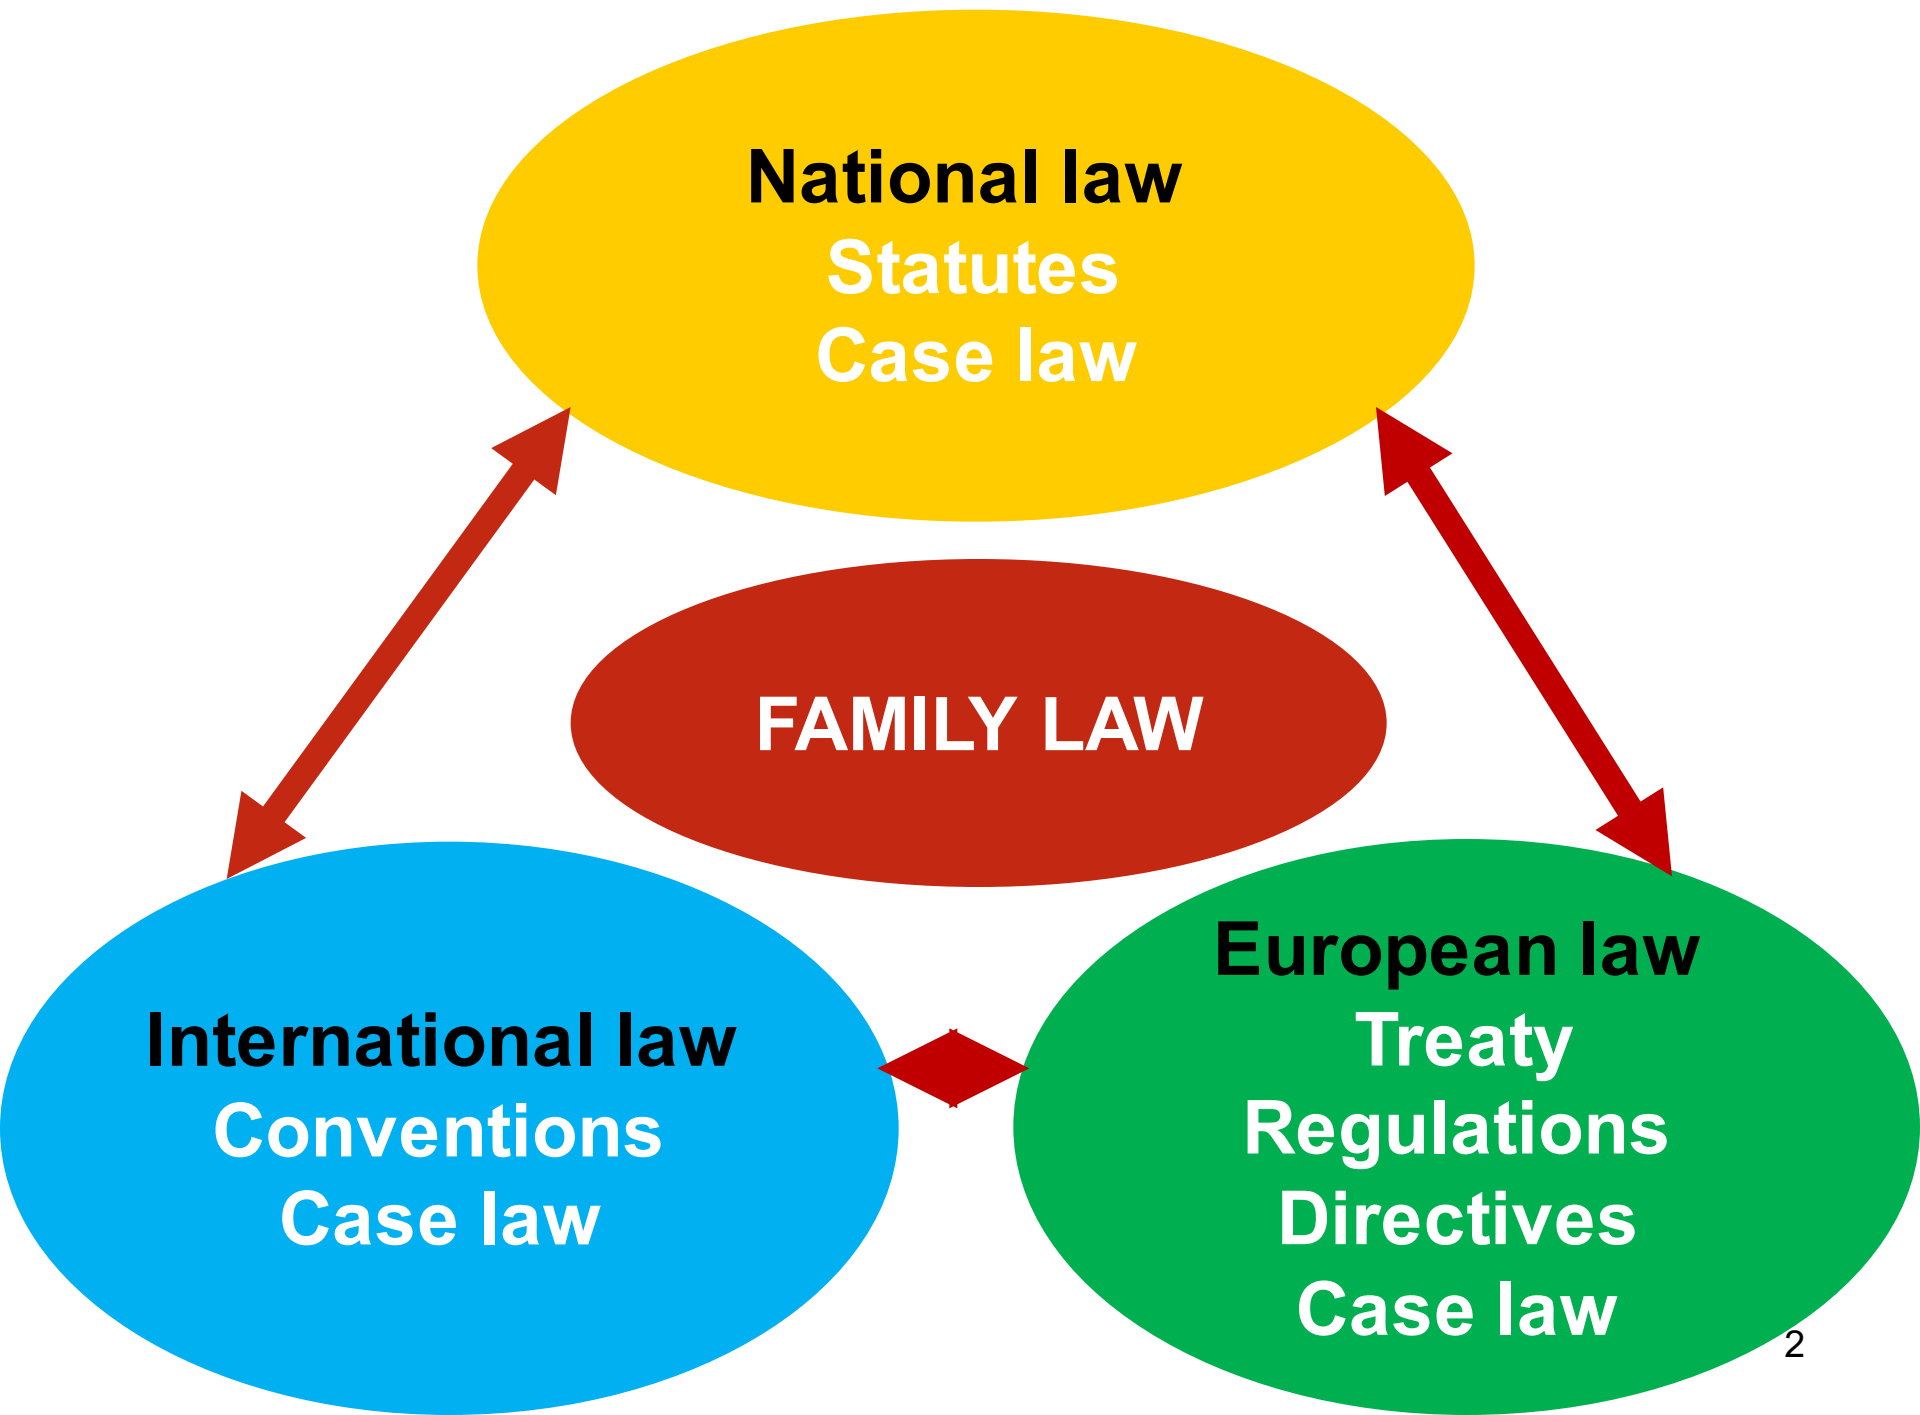 National law
Statutes
Case law
FAMILY LAW
International law
Conventions
Case law
European law
Treaty
Regulations
Directives
Case law
2